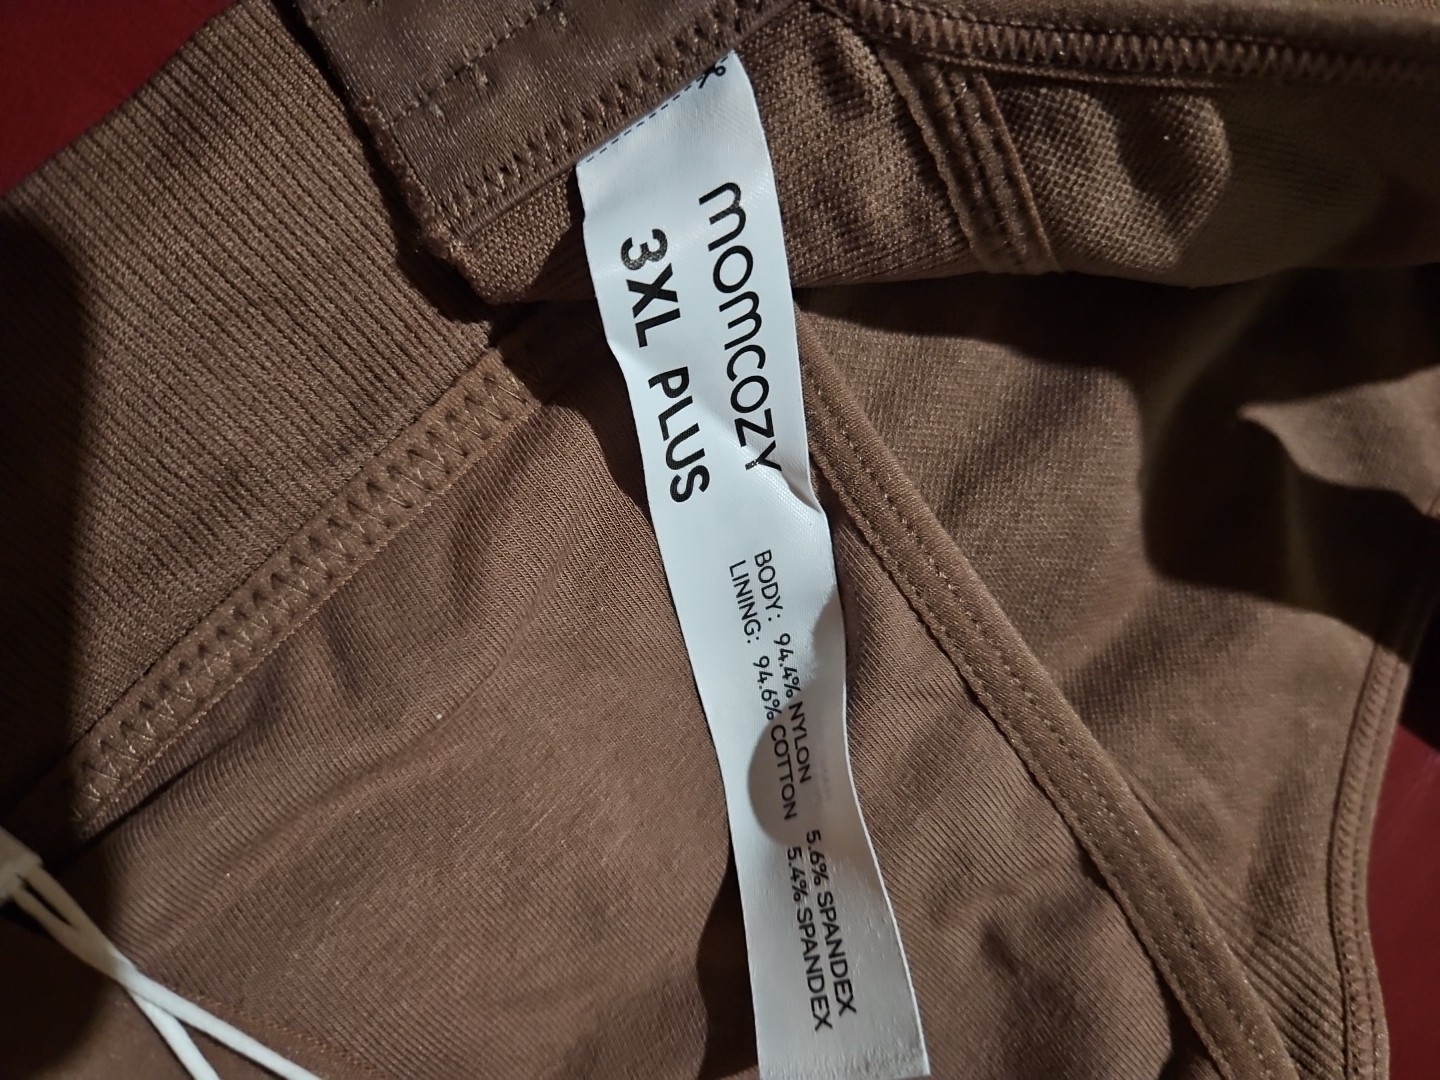 momcozy
3XL PLUS
BODY: 94.4% NYLON 5.6% SPANDEX
LINING: 94.6% COTTON 5.4% SPANDEX